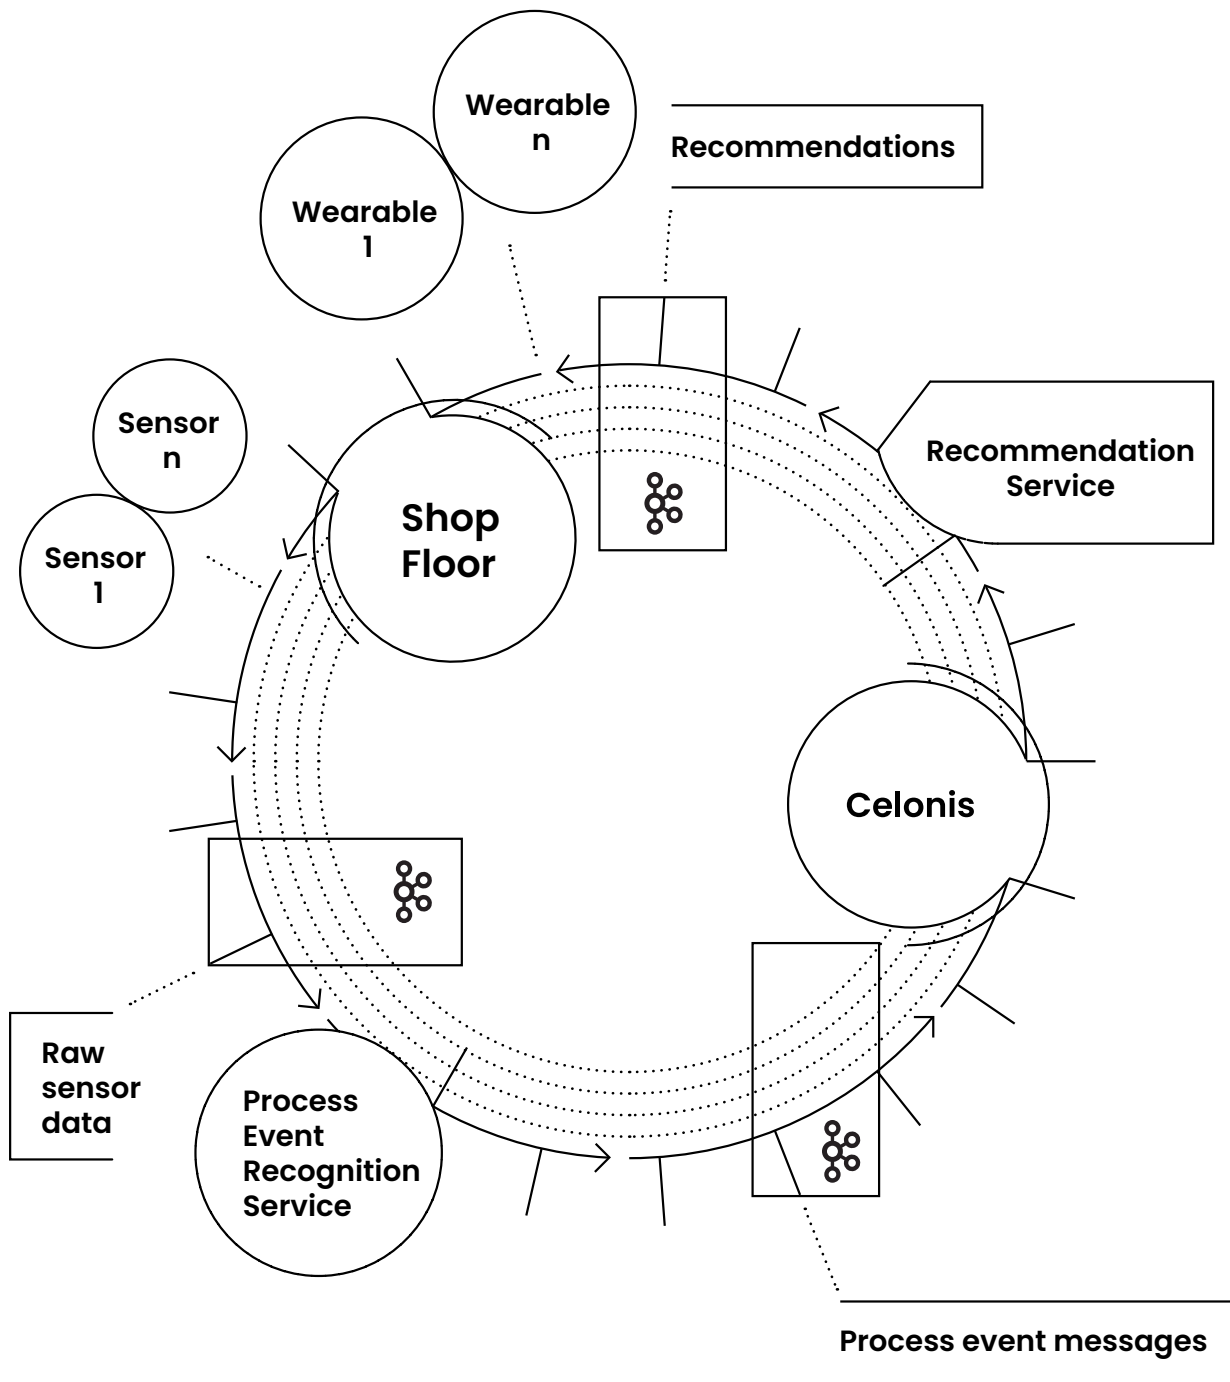 Wearable
n
Recommendations
Wearable
1
Sensor
n
Recommendation
Service
Shop
Floor
Sensor
1
Celonis
Raw
sensor
data
Process
Event
Recognition
Service
Process event messages